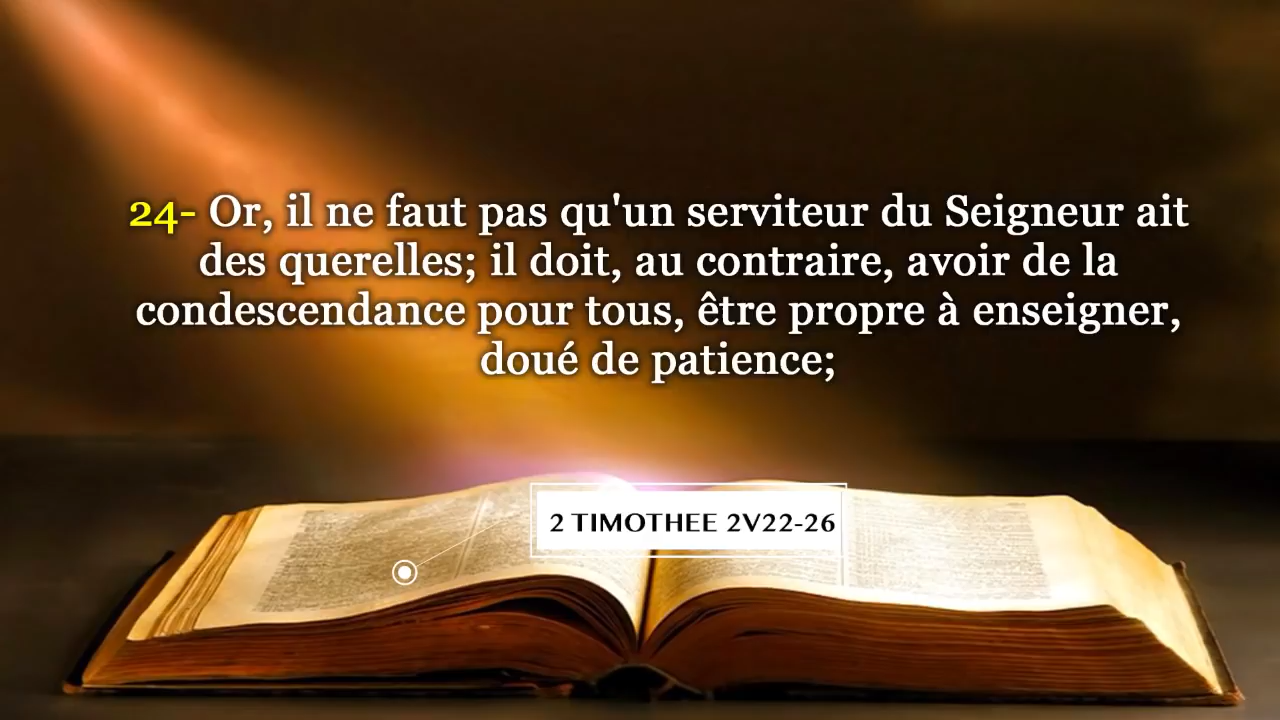 24- Or, il ne faut pas qu'un serviteur du Seigneur ait
des querelles; il doit, au contraire, avoir de la
condescendance pour tous, être propre à enseigner,
doué de patience;
2 TIMOTHEE 2V22-26